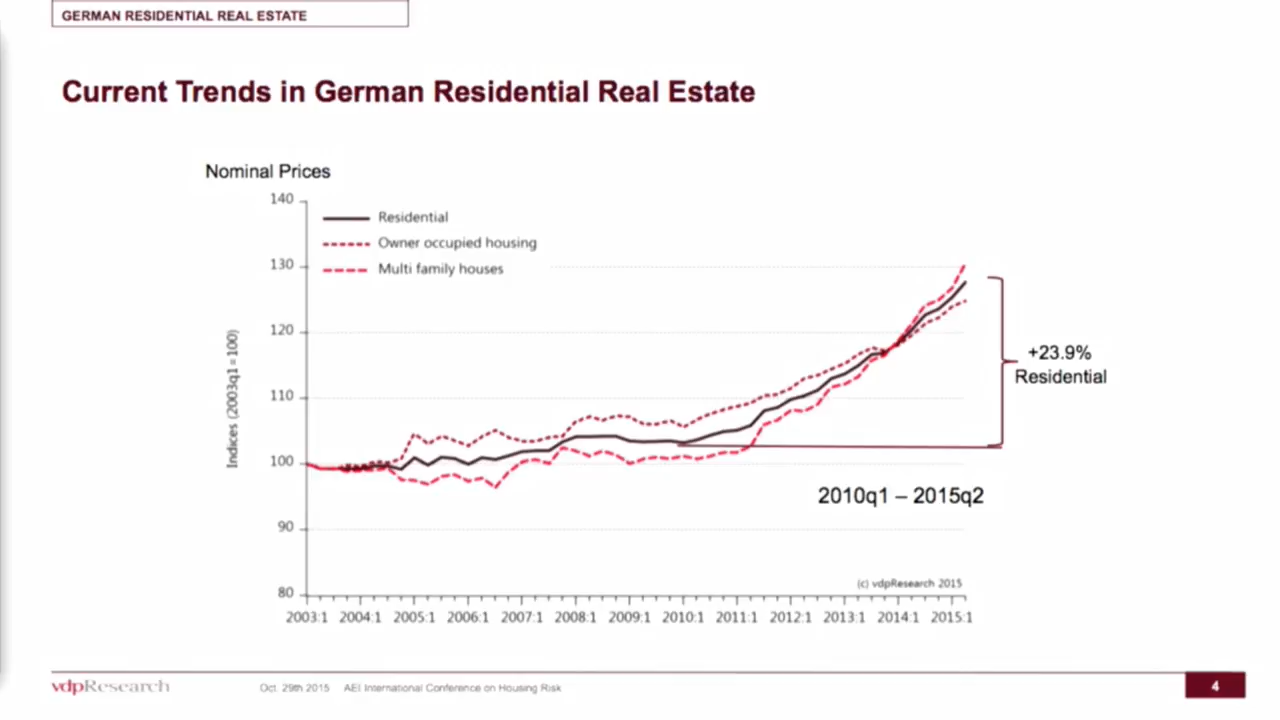 GERMAN RESIDENTIAL REAL ESTATE
Current Trends in German Residential Real Estate
Nominal Prices
140
130
120
110
100
90
80
Indices (2003q1=100)
Residential
Owner occupied housing
Multi family houses
+23.9%
Residential
2010q1 – 2015q2
(c) vdpResearch 2015
2003:1 2004:1 2005:1 2006:1 2007:1 2008:1 2009:1 2010:1 2011:1 2012:1 2013:1 2014:1 2015:1
vdpResearch
Oct. 29th 2015 AEI International Conference on Housing Risk
4